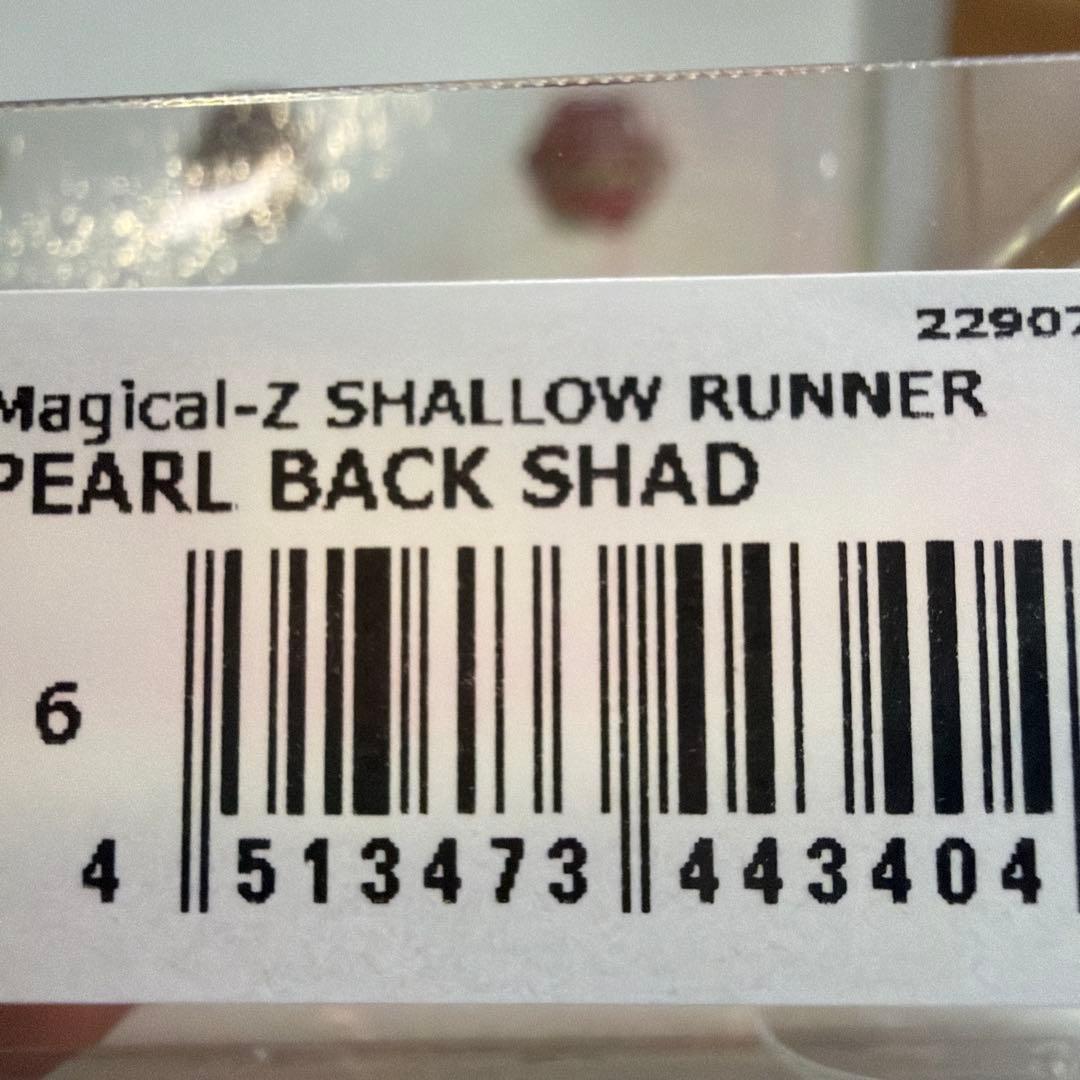 22907
Magical-Z SHALLOW RUNNER
PEARL BACK SHAD
6
4 513473 443404